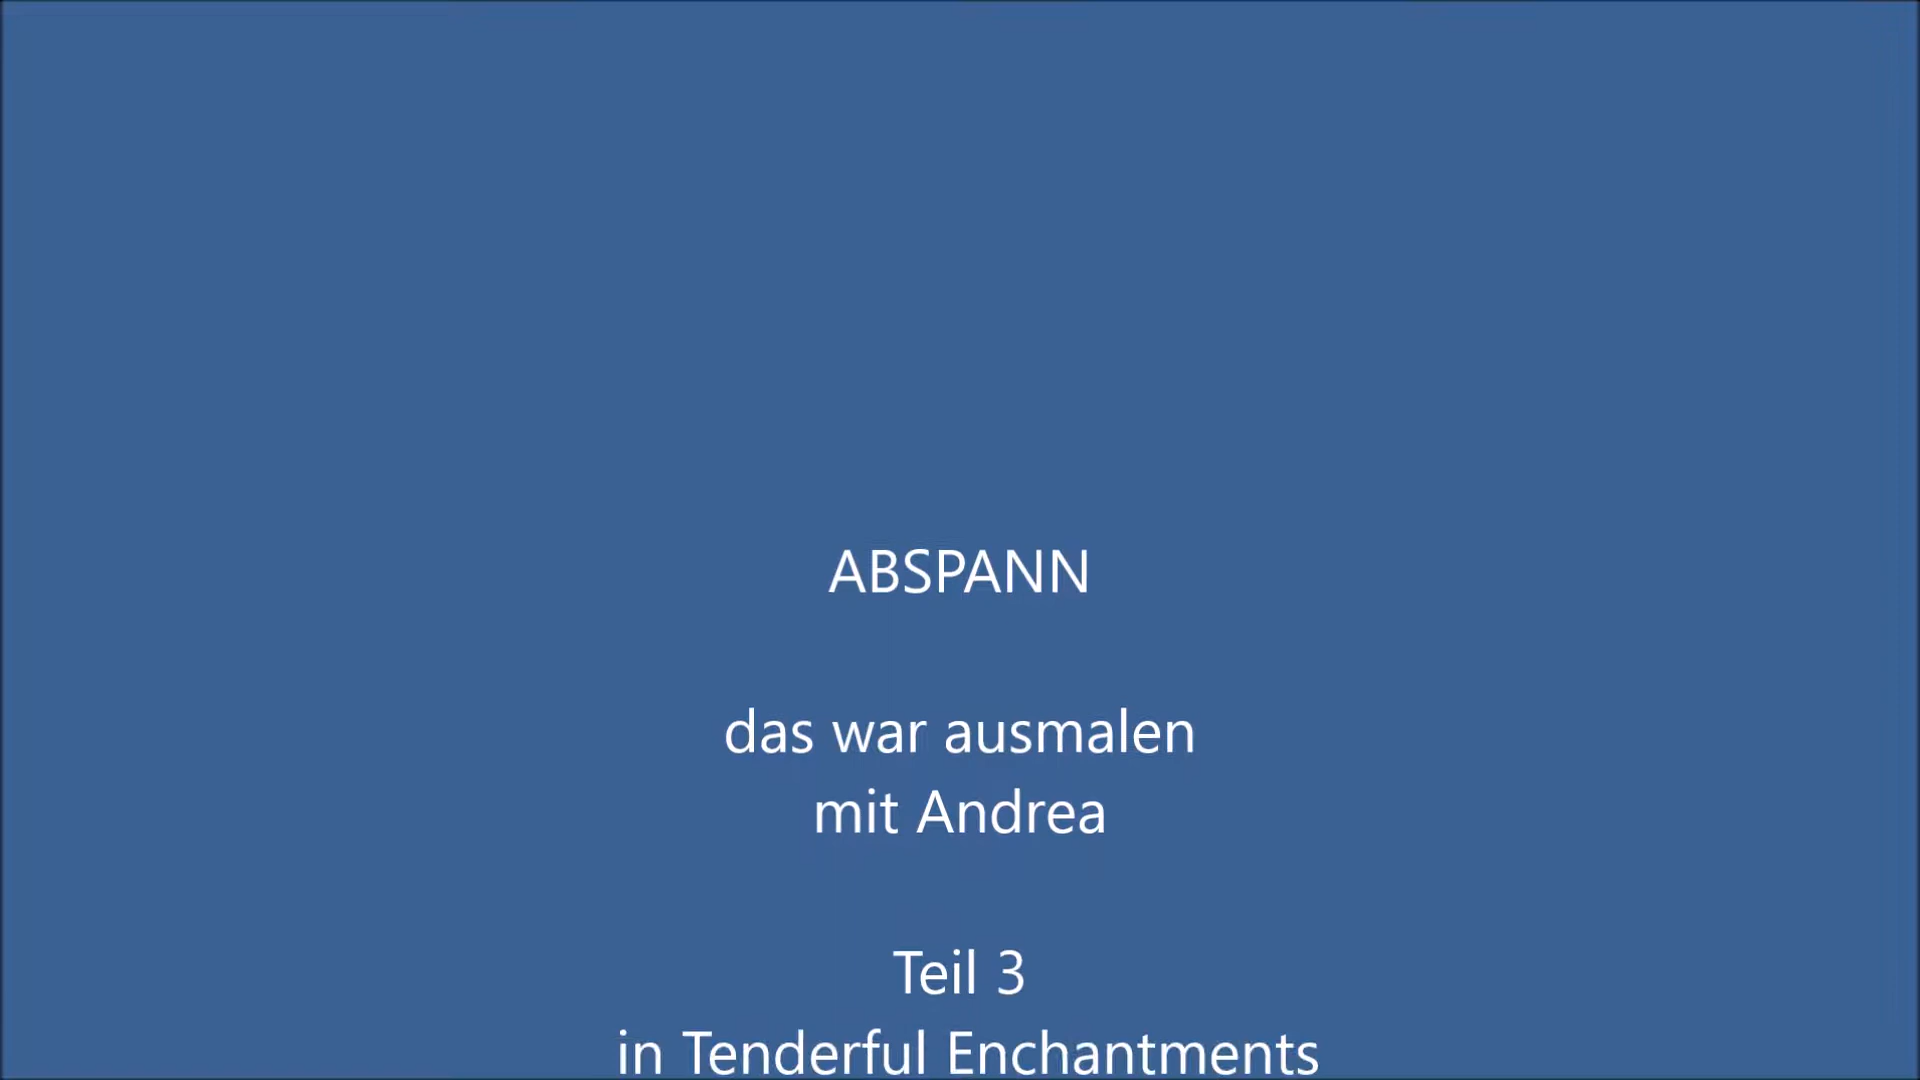 ABSPANN
das war ausmalen
mit Andrea
Teil 3
in Tenderful Enchantments